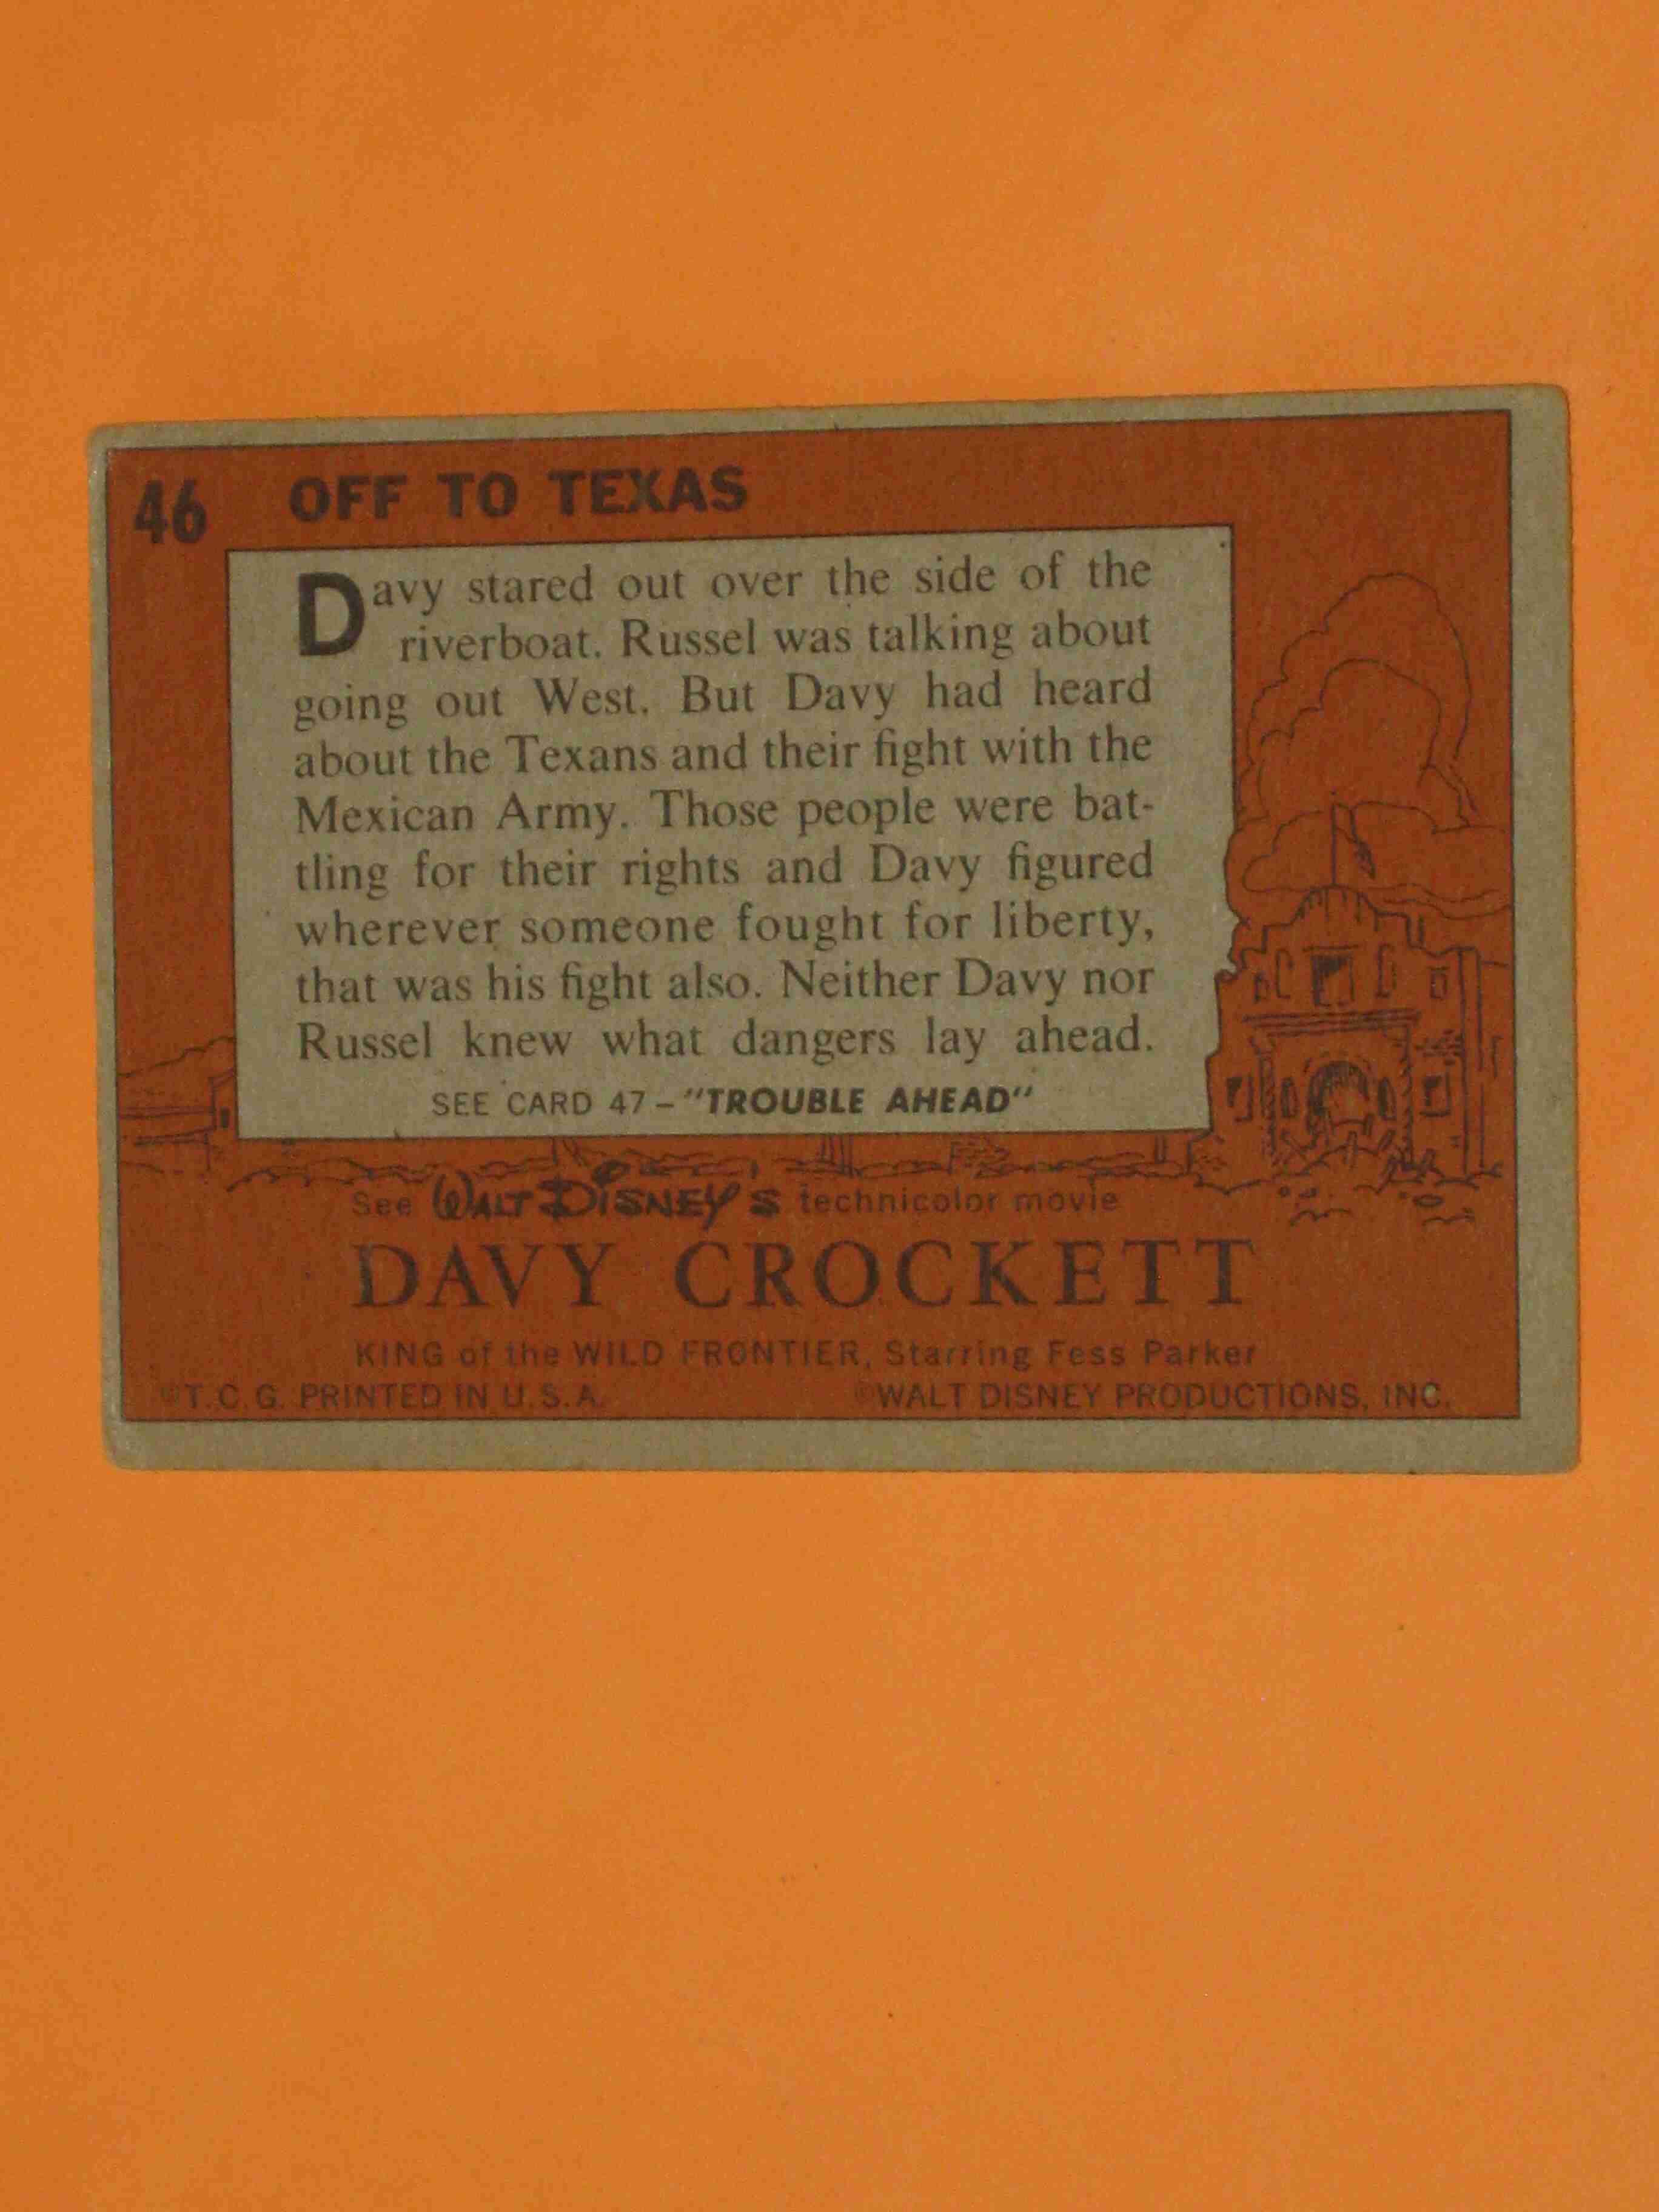 46 OFF TO TEXAS
Davy stared out over the side of the
riverboat. Russel was talking about
going out West. But Davy had heard
about the Texans and their fight with the
Mexican Army. Those people were bat-
tling for their rights and Davy figured
wherever someone fought for liberty,
that was his fight also. Neither Davy nor
Russel knew what dangers lay ahead.
SEE CARD 47 – "TROUBLE AHEAD"
See WALT DISNEY'S technicolor movie
DAVY CROCKETT
KING of the WILD FRONTIER, Starring Fess Parker
©T.C.G. PRINTED IN U.S.A. ©WALT DISNEY PRODUCTIONS, INC.